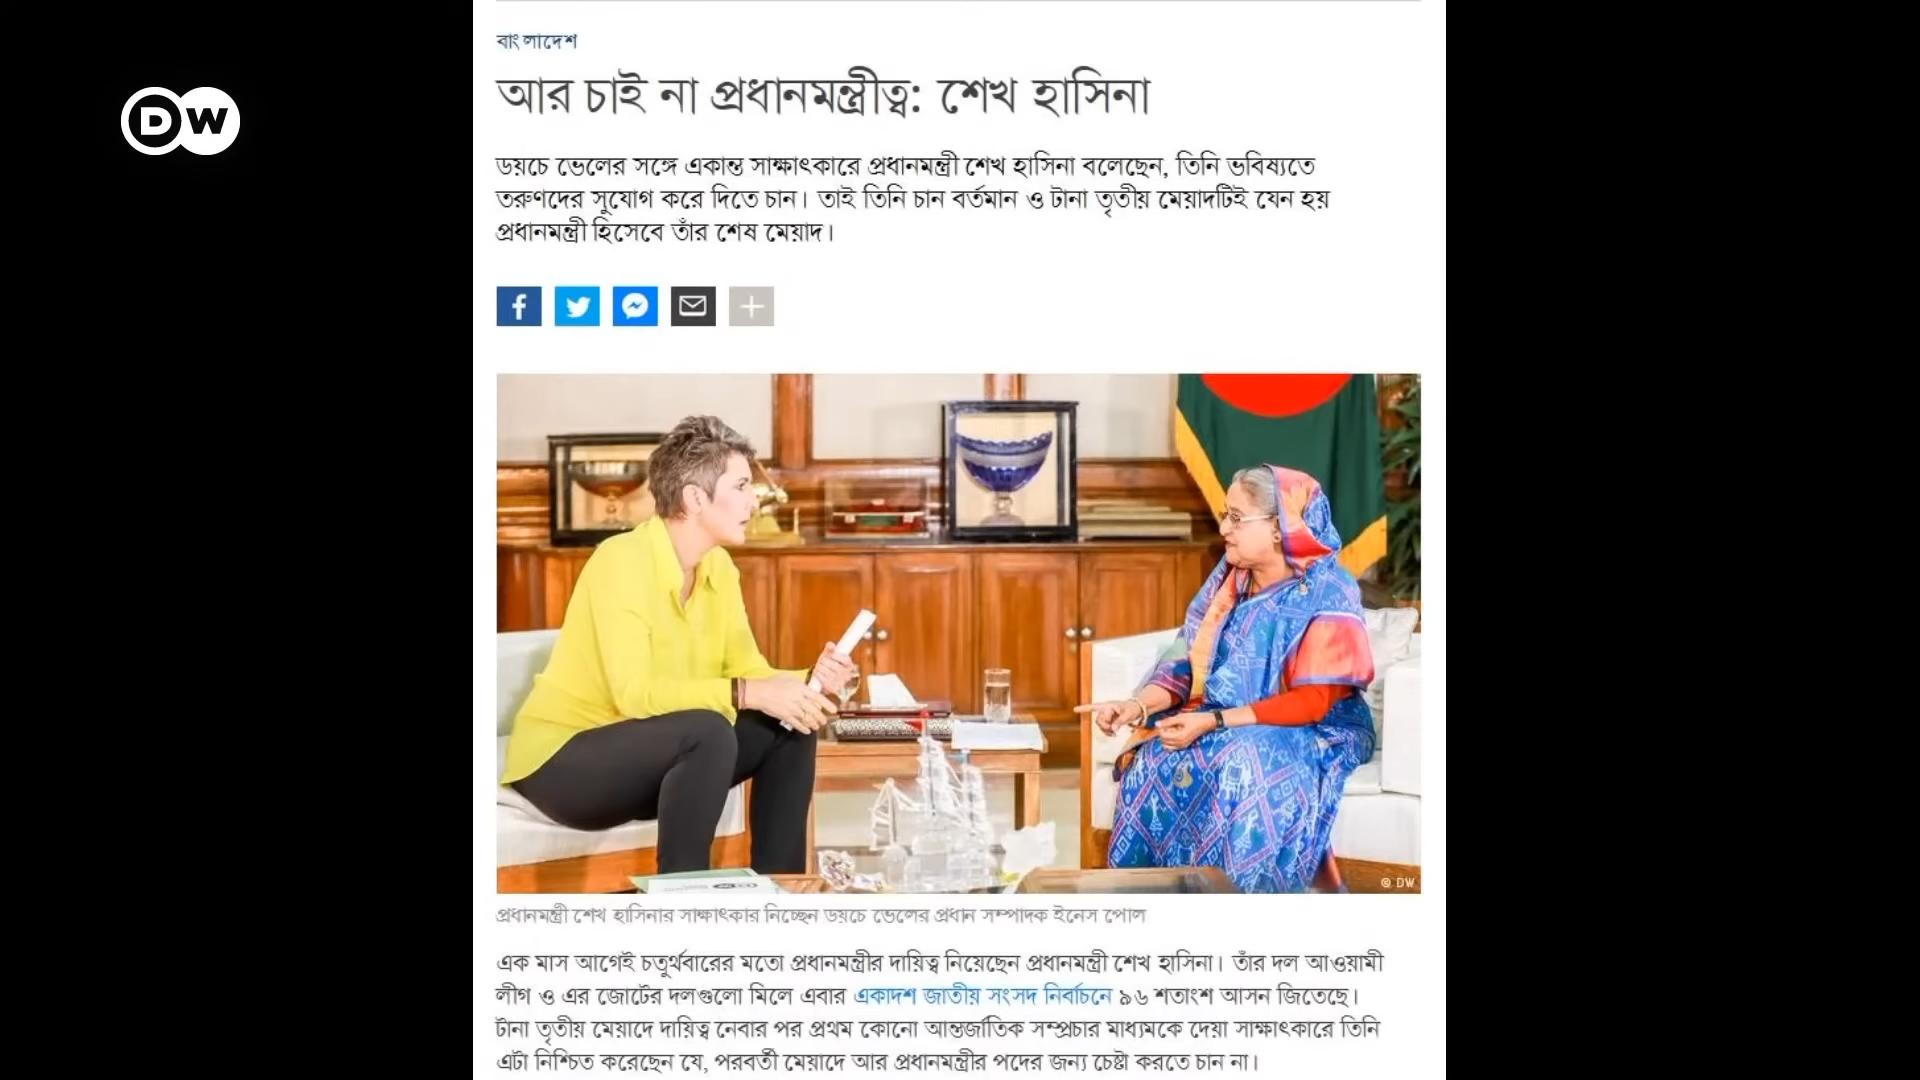 DW
বাংলাদেশ
আর চাই না প্রধানমন্ত্রীত্ব: শেখ হাসিনা
ডয়চে ভেলের সঙ্গে একান্ত সাক্ষাৎকারে প্রধানমন্ত্রী শেখ হাসিনা বলেছেন, তিনি ভবিষ্যতে
তরুণদের সুযোগ করে দিতে চান। তাই তিনি চান বর্তমান ও টানা তৃতীয় মেয়াদটিই যেন হয়
প্রধানমন্ত্রী হিসেবে তাঁর শেষ মেয়াদ।
© DW
প্রধানমন্ত্রী শেখ হাসিনার সাক্ষাৎকার নিচ্ছেন ডয়চে ভেলের প্রধান সম্পাদক ইনেস পোল
এক মাস আগেই চতুর্থবারের মতো প্রধানমন্ত্রীর দায়িত্ব নিয়েছেন প্রধানমন্ত্রী শেখ হাসিনা। তাঁর দল আওয়ামী
লীগ ও এর জোটের দলগুলো মিলে এবার একাদশ জাতীয় সংসদ নির্বাচনে ৯৬ শতাংশ আসন জিতেছে।
টানা তৃতীয় মেয়াদে দায়িত্ব নেবার পর প্রথম কোনো আন্তর্জাতিক সম্প্রচার মাধ্যমকে দেয়া সাক্ষাৎকারে তিনি
এটা নিশ্চিত করেছেন যে, পরবর্তী মেয়াদে আর প্রধানমন্ত্রীর পদের জন্য চেষ্টা করতে চান না।